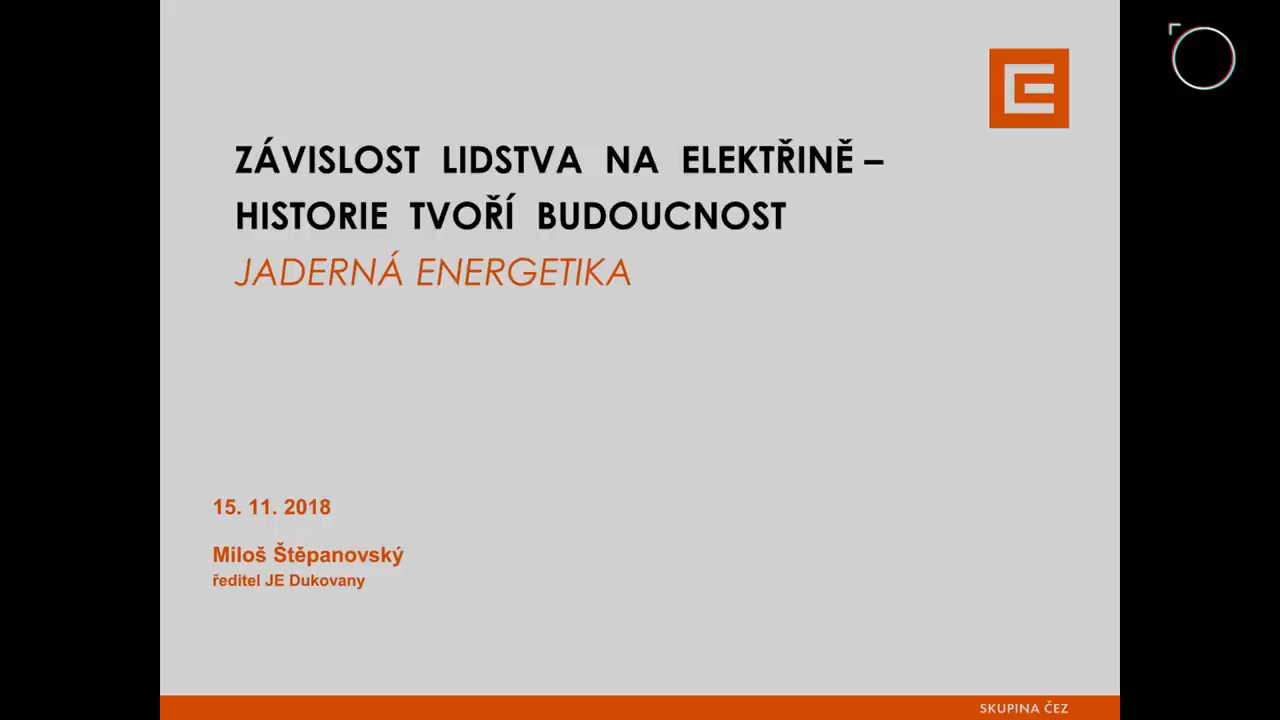 ZÁVISLOST LIDSTVA NA ELEKTŘINĚ –
HISTORIE TVOŘÍ BUDOUCNOST
JADERNÁ ENERGETIKA
15. 11. 2018
Miloš Štěpanovský
ředitel JE Dukovany
SKUPINA ČEZ